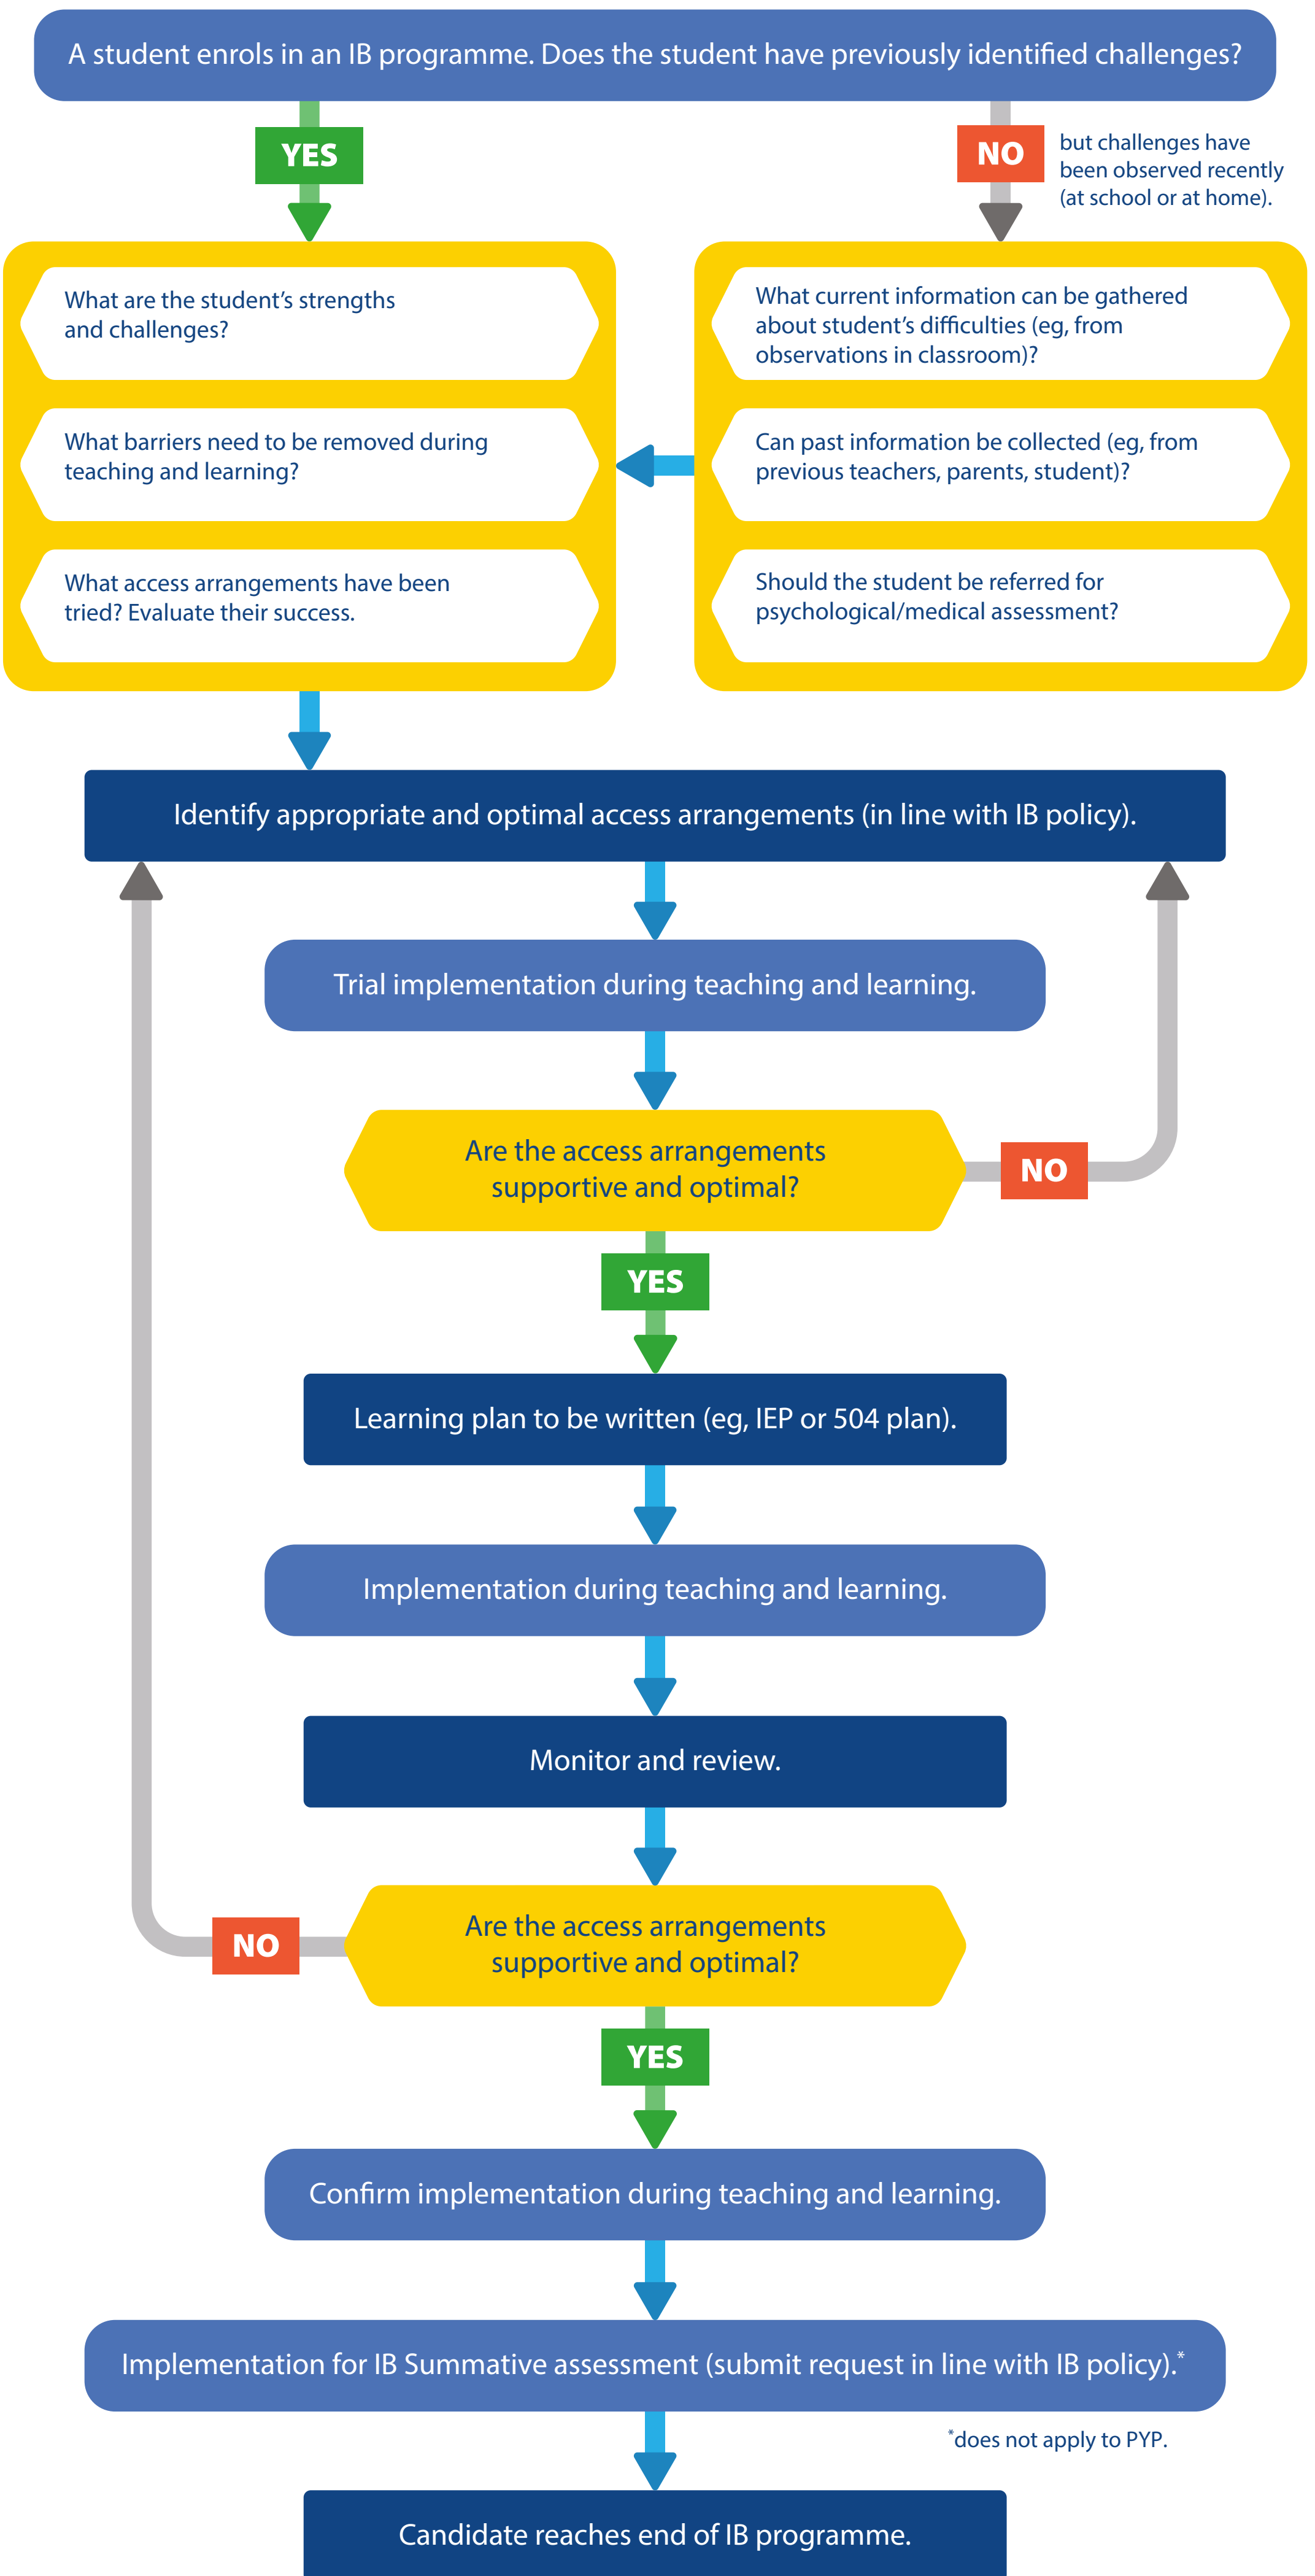 A student enrols in an IB programme. Does the student have previously identified challenges?
YES
NO
but challenges have
been observed recently
(at school or at home).
What are the student’s strengths
and challenges?
What barriers need to be removed during
teaching and learning?
What access arrangements have been
tried? Evaluate their success.
What current information can be gathered
about student’s difficulties (eg, from
observations in classroom)?
Can past information be collected (eg, from
previous teachers, parents, student)?
Should the student be referred for
psychological/medical assessment?
Identify appropriate and optimal access arrangements (in line with IB policy).
Trial implementation during teaching and learning.
Are the access arrangements
supportive and optimal?
NO
YES
Learning plan to be written (eg, IEP or 504 plan).
Implementation during teaching and learning.
Monitor and review.
Are the access arrangements
supportive and optimal?
NO
YES
Confirm implementation during teaching and learning.
Implementation for IB Summative assessment (submit request in line with IB policy).*
*does not apply to PYP.
Candidate reaches end of IB programme.